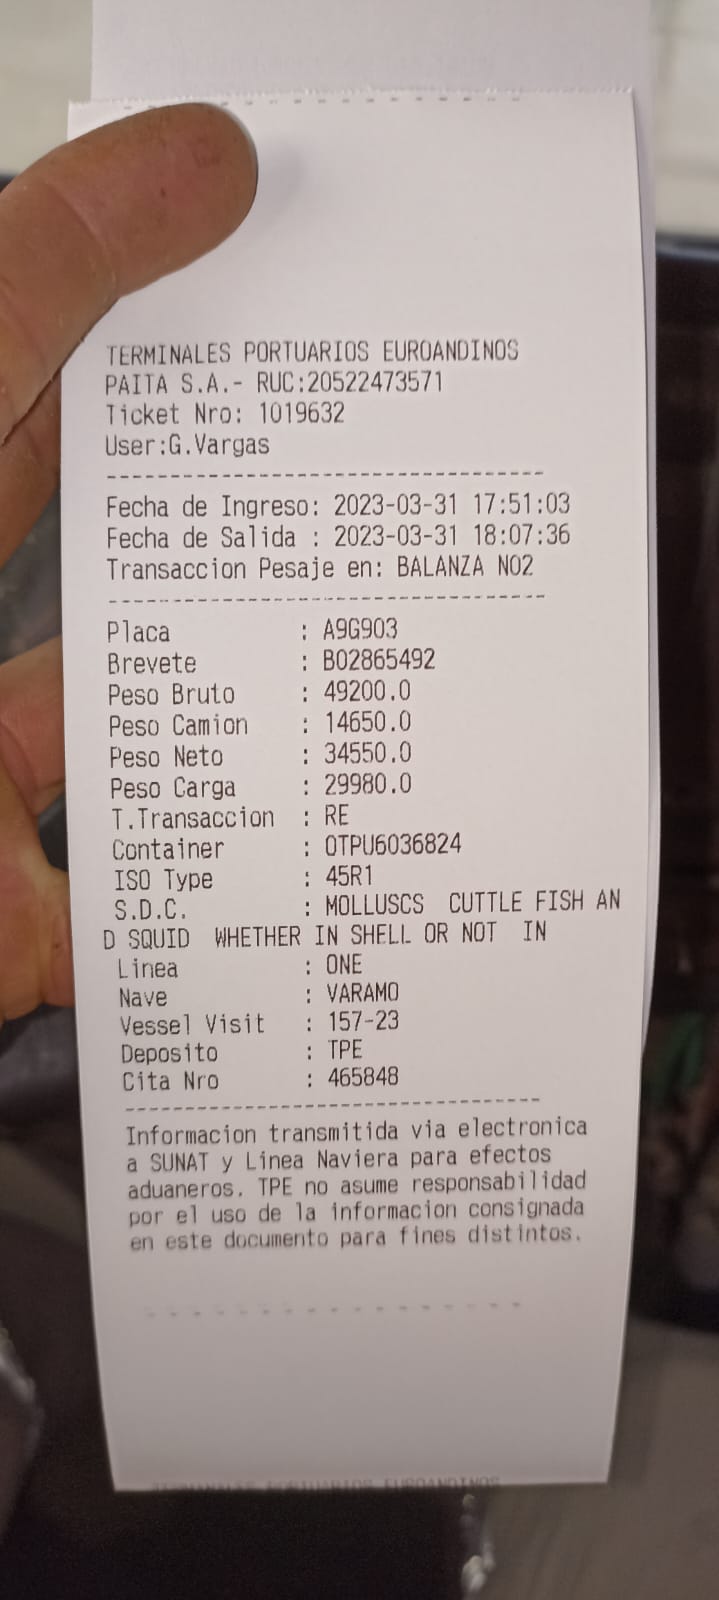 TERMINALES PORTUARIOS EUROANDINOS
PAITA S.A.- RUC:20522473571
Ticket Nro: 1019632
User:G.Vargas
-----------------------------------
Fecha de Ingreso: 2023-03-31 17:51:03
Fecha de Salida : 2023-03-31 18:07:36
Transaccion Pesaje en: BALANZA NO2
-----------------------------------
Placa : A9G903
Brevete : B02865492
Peso Bruto : 49200.0
Peso Camion : 14650.0
Peso Neto : 34550.0
Peso Carga : 29980.0
T.Transaccion : RE
Container : OTPU6036824
ISO Type : 45R1
S.D.C. : MOLLUSCS CUTTLE FISH AN
D SQUID WHETHER IN SHELL OR NOT IN
Linea : ONE
Nave : VARAMO
Vessel Visit : 157-23
Deposito : TPE
Cita Nro : 465848
-----------------------------------
Informacion transmitida via electronica
a SUNAT y Linea Naviera para efectos
aduaneros. TPE no asume responsabilidad
por el uso de la informacion consignada
en este documento para fines distintos.
TERMINALES PORTUARIOS EUROANDINOS